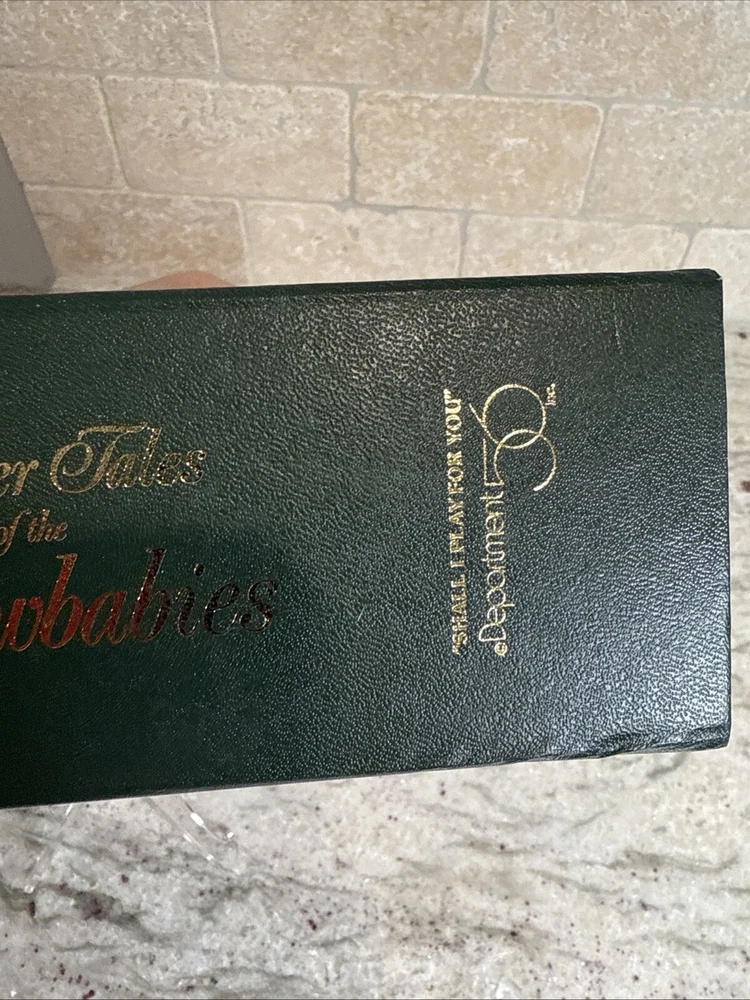 er Tales
of the
wbabies
"SHALL I PLAY FOR YOU"
©Department 56 Inc.